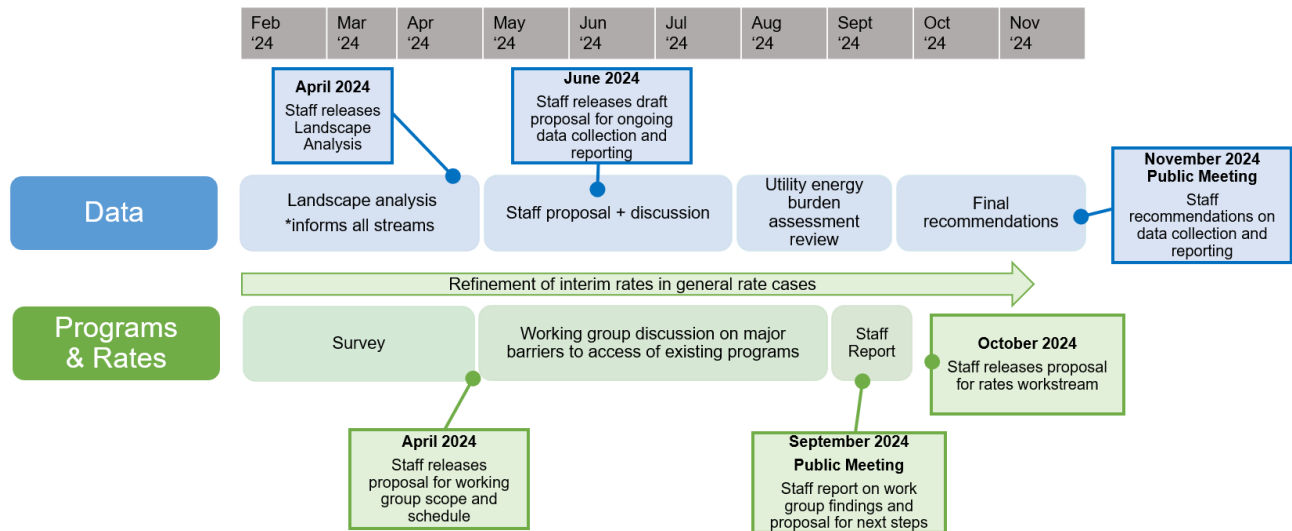 Feb
‘24
Mar
‘24
Apr
‘24
May
‘24
Jun
‘24
Jul
‘24
Aug
‘24
Sept
‘24
Oct
‘24
Nov
‘24
April 2024
Staff releases
Landscape
Analysis
June 2024
Staff releases draft
proposal for ongoing
data collection and
reporting
November 2024
Public Meeting
Staff
recommendations on
data collection and
reporting
Data
Landscape analysis
*informs all streams
Staff proposal + discussion
Utility energy
burden
assessment
review
Final
recommendations
Refinement of interim rates in general rate cases
Programs
& Rates
Survey
Working group discussion on major
barriers to access of existing programs
Staff
Report
October 2024
Staff releases proposal
for rates workstream
April 2024
Staff releases
proposal for working
group scope and
schedule
September 2024
Public Meeting
Staff report on work
group findings and
proposal for next steps